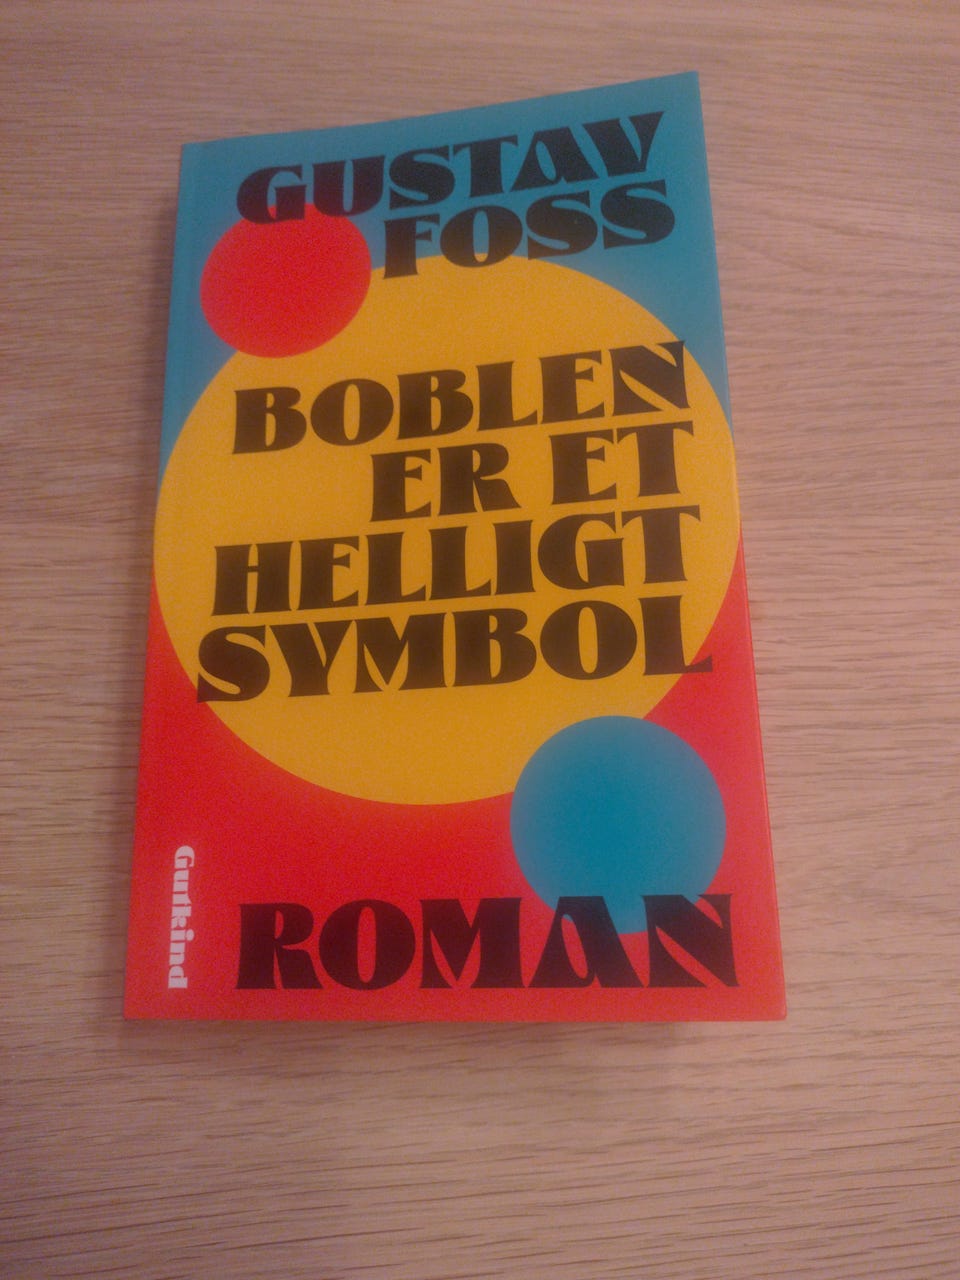 GUSTAV
FOSS
BOBLEN
ER ET
HELLIGT
SYMBOL
Gutkind
ROMAN